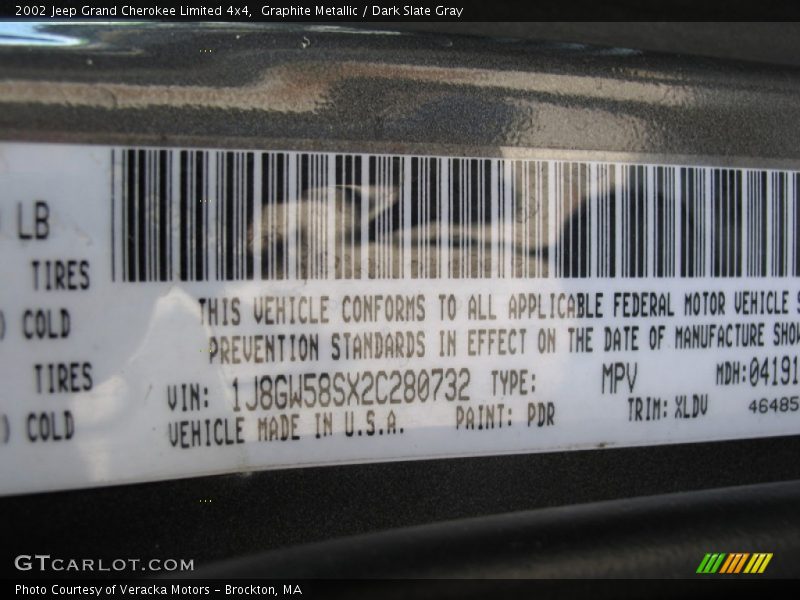 2002 Jeep Grand Cherokee Limited 4x4,  Graphite Metallic / Dark Slate Gray
LB
TIRES
COLD
TIRES
COLD
THIS VEHICLE CONFORMS TO ALL APPLICABLE FEDERAL MOTOR VEHICLE S
PREVENTION STANDARDS IN EFFECT ON THE DATE OF MANUFACTURE SHOW
VIN: 1J8GW58SX2C280732 TYPE: MPV MDH:04191
VEHICLE MADE IN U.S.A. PAINT: PDR TRIM: XLDV 46485
GTCARLOT.COM
Photo Courtesy of Veracka Motors - Brockton, MA